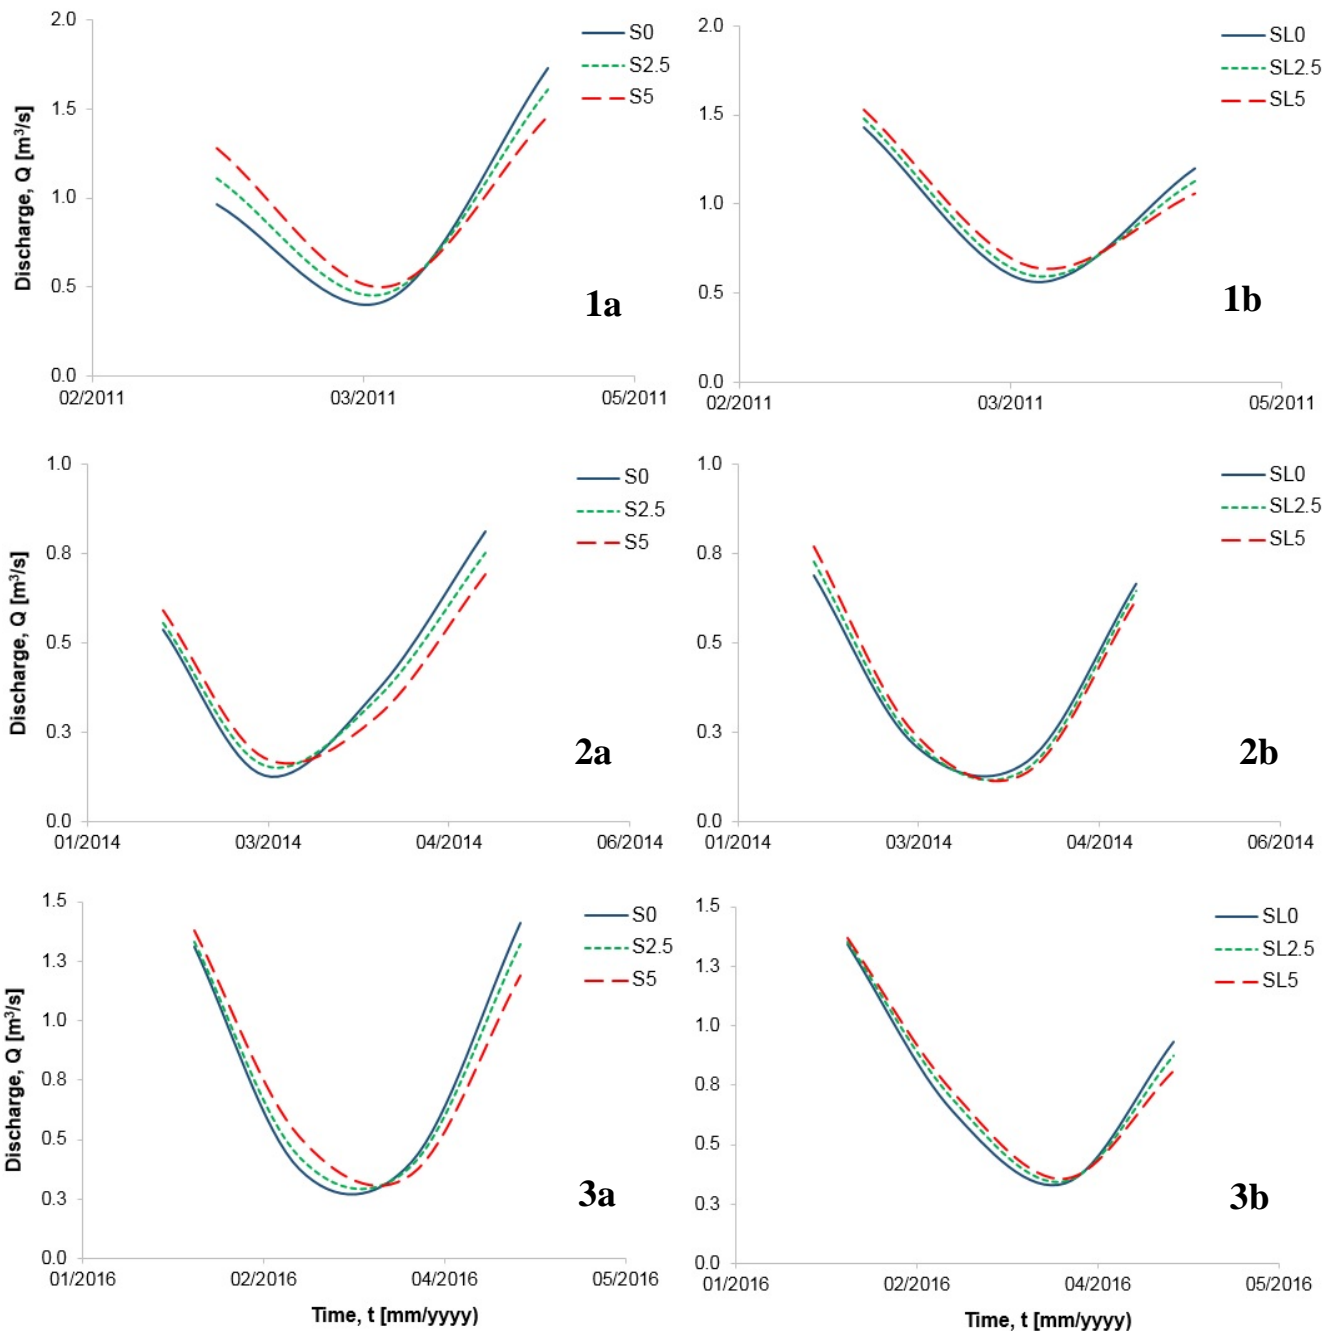 2.0
1.5
1.0
0.5
0.0
Discharge, Q [m³/s]
02/2011
03/2011
05/2011
S0
S2.5
S5
1a
2.0
1.5
1.0
0.5
0.0
02/2011
03/2011
05/2011
SL0
SL2.5
SL5
1b
1.0
0.8
0.5
0.3
0.0
Discharge, Q [m³/s]
01/2014
03/2014
04/2014
06/2014
S0
S2.5
S5
2a
1.0
0.8
0.5
0.3
0.0
01/2014
03/2014
04/2014
06/2014
SL0
SL2.5
SL5
2b
1.5
1.3
1.0
0.8
0.5
0.3
0.0
Discharge, Q [m³/s]
01/2016
02/2016
04/2016
05/2016
Time, t [mm/yyyy)
S0
S2.5
S5
3a
1.5
1.3
1.0
0.8
0.5
0.3
0.0
01/2016
02/2016
04/2016
05/2016
Time, t [mm/yyyy)
SL0
SL2.5
SL5
3b